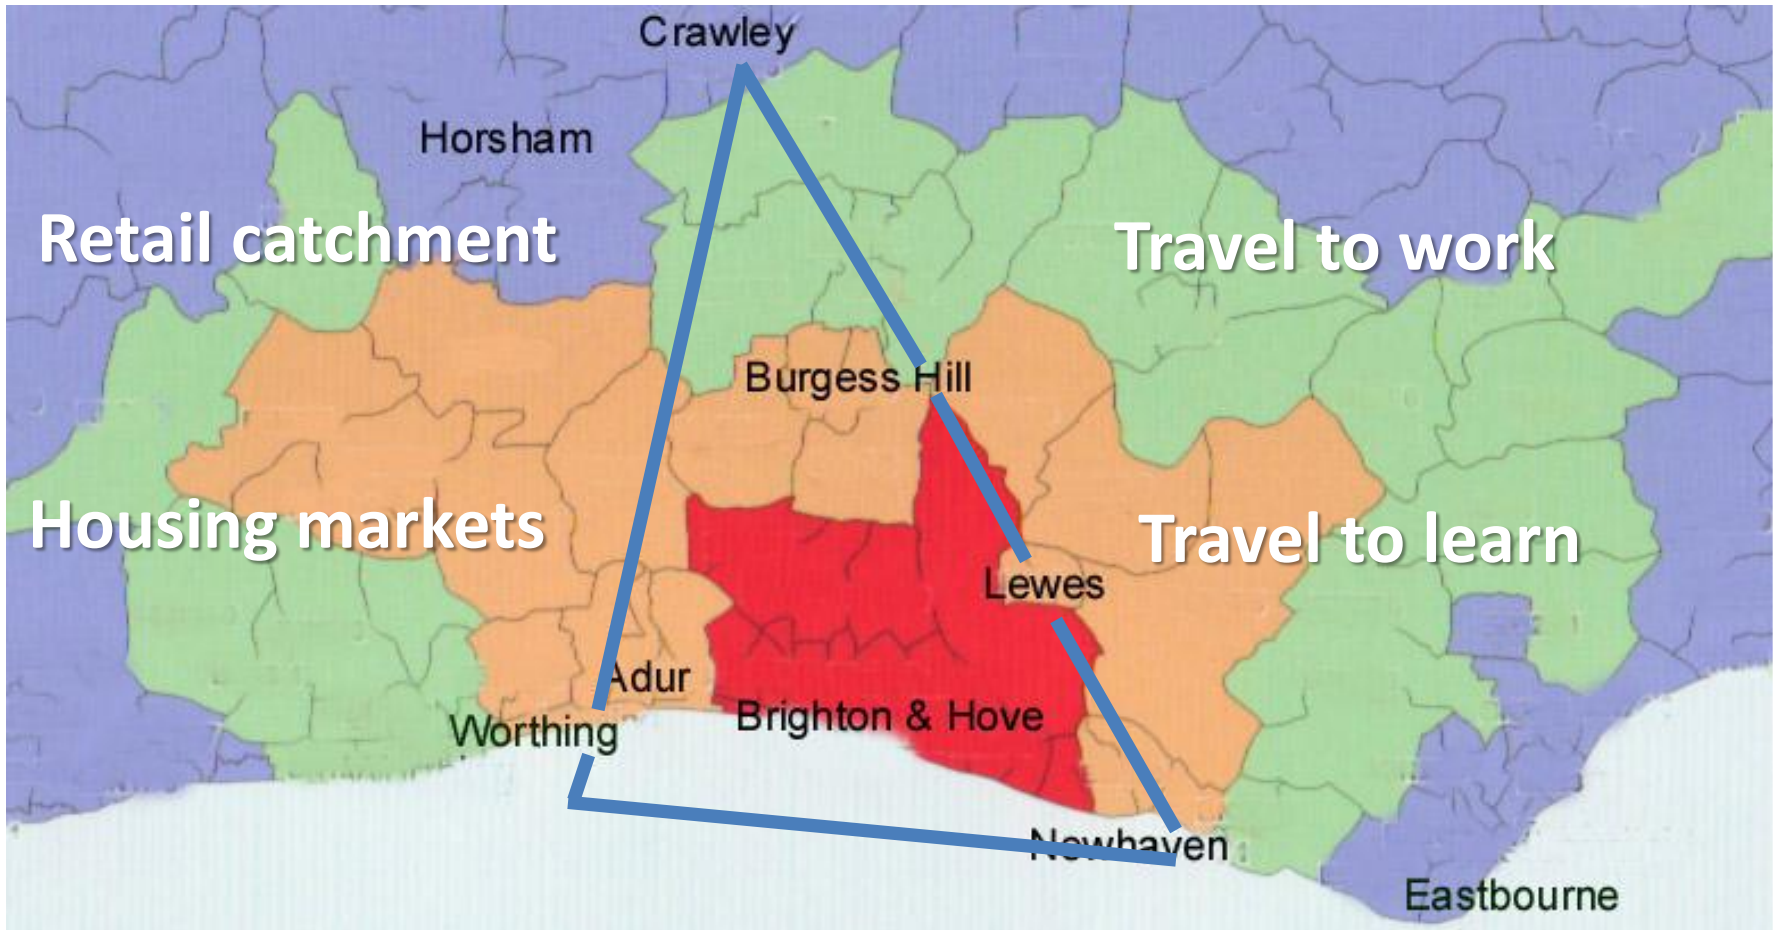 Crawley
Horsham
Retail catchment
Travel to work
Burgess Hill
Housing markets
Travel to learn
Lewes
Adur
Brighton & Hove
Worthing
Newhaven
Eastbourne